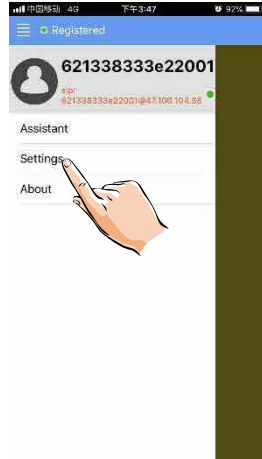 中国移动 4G 下午3:47 92%
Registered
621338333e22001
sip:
621338333e22001@47.106.104.98
Assistant
Settings
About